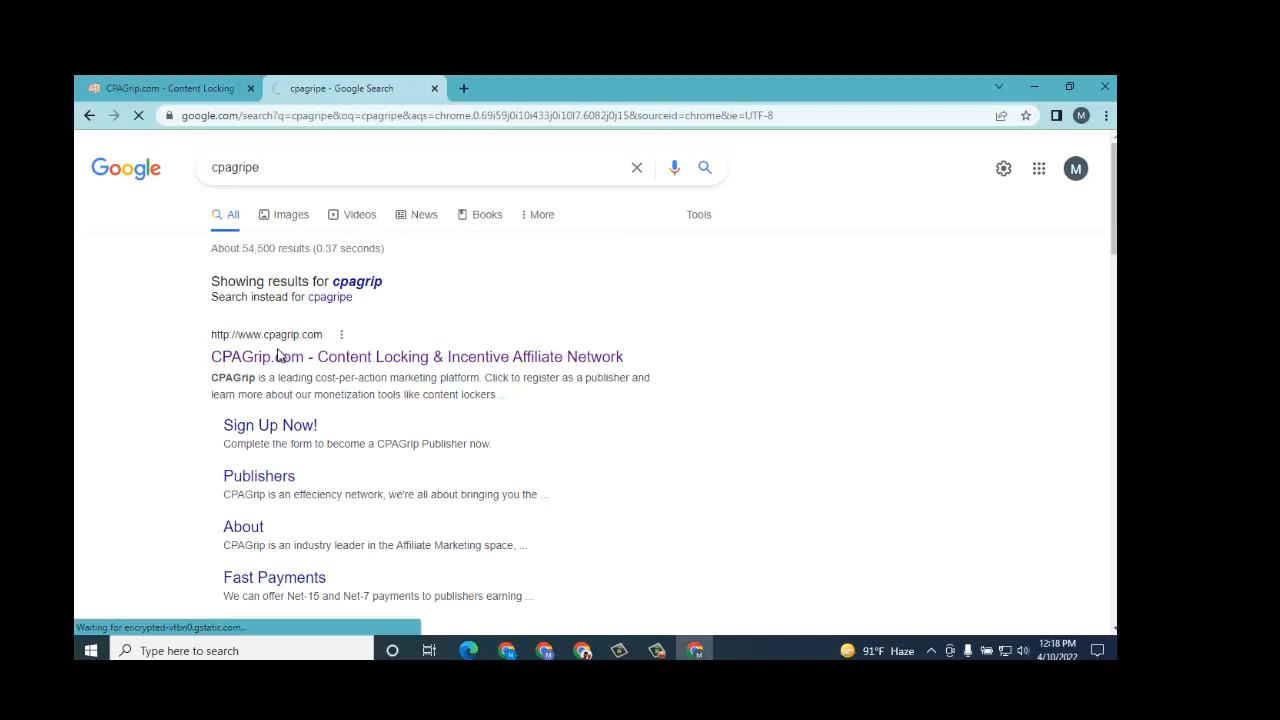 CPAGrip.com - Content Locking
cpagripe - Google Search
google.com/search?q=cpagripe&oq=cpagripe&aqs=chrome.0.69i59j0i10i433j0i10l7.6082j0j15&sourceid=chrome&ie=UTF-8
M
Google
cpagripe
M
All
Images
Videos
News
Books
More
Tools
About 54,500 results (0.37 seconds)
Showing results for cpagrip
Search instead for cpagripe
http://www.cpagrip.com
CPAGrip.com - Content Locking & Incentive Affiliate Network
CPAGrip is a leading cost-per-action marketing platform. Click to register as a publisher and
learn more about our monetization tools like content lockers ...
Sign Up Now!
Complete the form to become a CPAGrip Publisher now.
Publishers
CPAGrip is an effeciency network, we're all about bringing you the ...
About
CPAGrip is an industry leader in the Affiliate Marketing space, ...
Fast Payments
We can offer Net-15 and Net-7 payments to publishers earning ...
Waiting for encrypted-vtbn0.gstatic.com...
Type here to search
91°F Haze
12:18 PM
4/10/2022